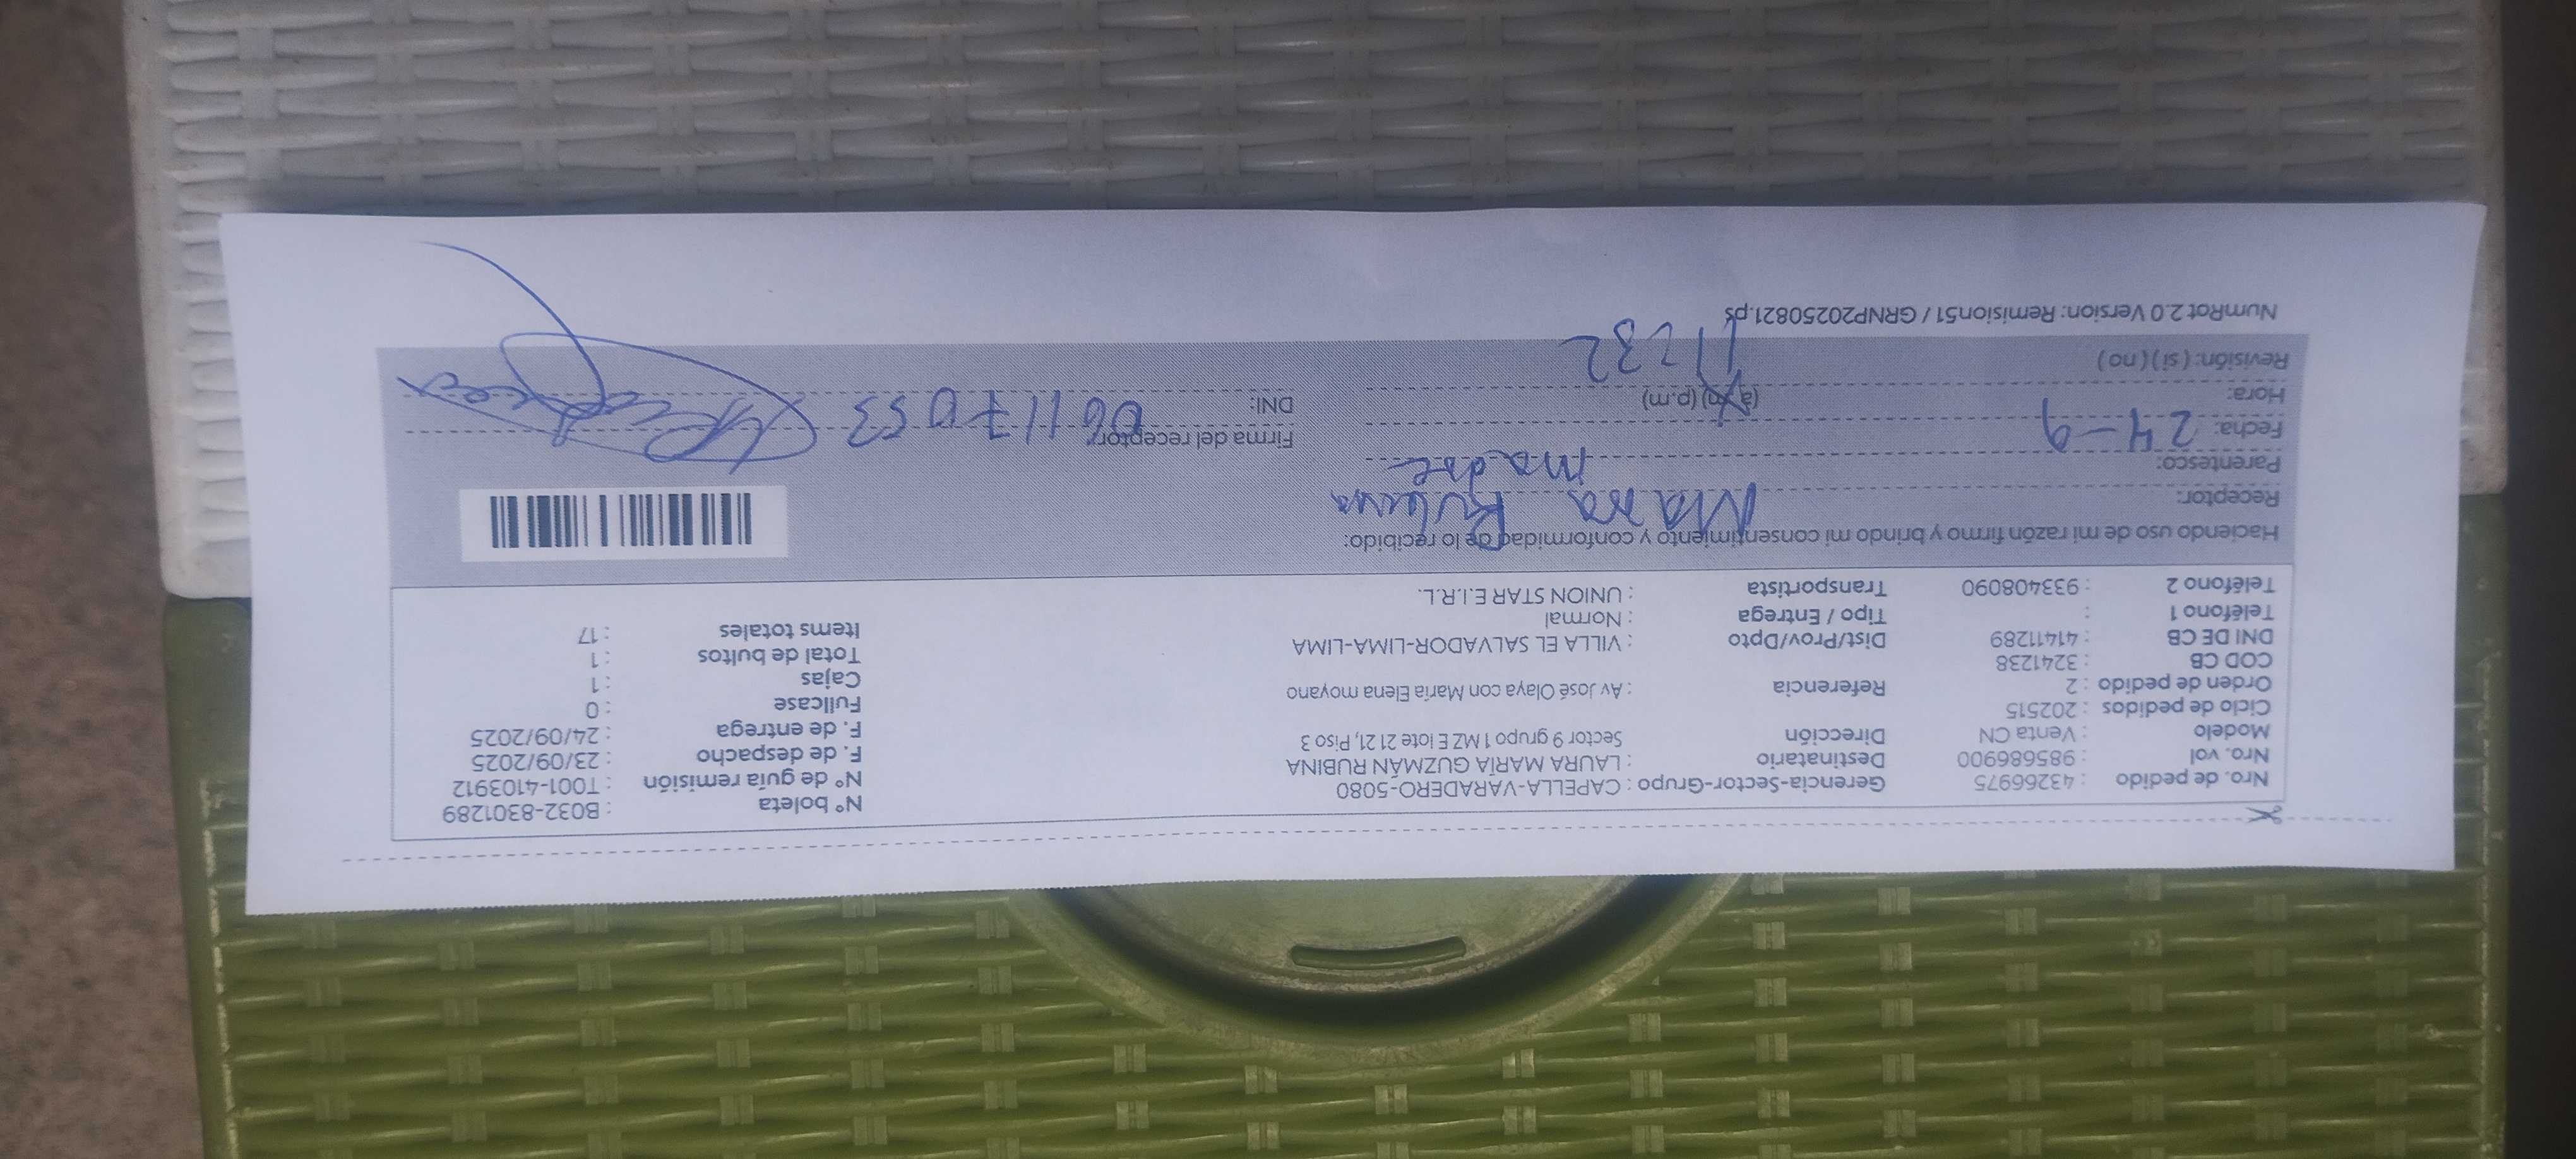 Nro. de pedido : 43266975 Gerencia-Sector-Grupo : CAPELLA-VARADERO-5080 N° boleta : B032-8301289
Nro. vol : 985686900 Destinatario : LAURA MARÍA GUZMÁN RUBINA N° de guía remisión : T001-4103912
Modelo : Venta CN Dirección Sector 9 grupo 1 MZ E lote 21 21, Piso 3 F. de despacho : 23/09/2025
Ciclo de pedidos : 202515 F. de entrega : 24/09/2025
Orden de pedido : 2 Referencia : Av José Olaya con María Elena moyano Fullcase : 0
COD CB : 3241238 Cajas : 1
DNI DE CB : 41411289 Dist/Prov/Dpto : VILLA EL SALVADOR-LIMA-LIMA Total de bultos : 1
Teléfono 1 : Tipo / Entrega : Normal Items totales : 17
Teléfono 2 : 933408090 Transportista : UNION STAR E.I.R.L.
Haciendo uso de mi razón firmo y brindo mi consentimiento y conformidad de lo recibido:
Receptor: Rubina
Parentesco: madre
Fecha: 24-9 Firma del receptor
Hora: (a.m) (p.m) 11:32 DNI: 06117053
Revisión: ( si ) ( no )
NumRot 2.0 Version: Remision51 / GRNP20250821.ps